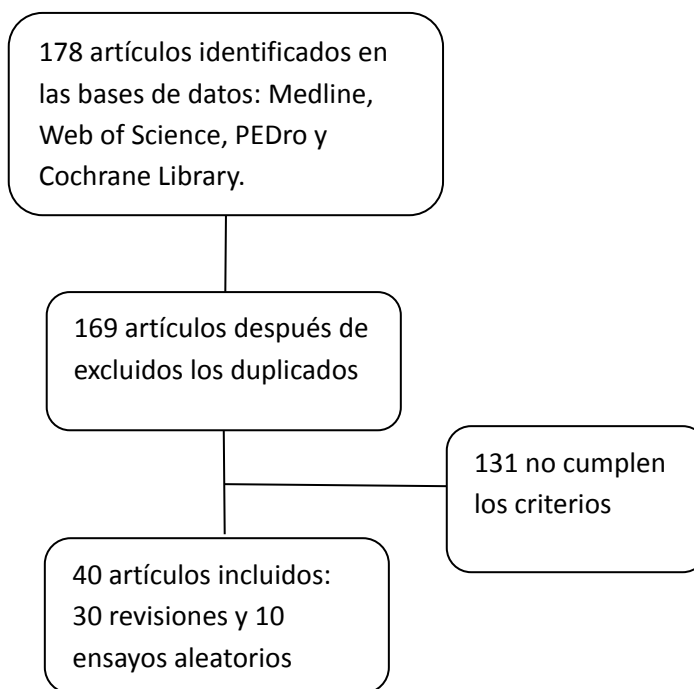 178 artículos identificados en
las bases de datos: Medline,
Web of Science, PEDro y
Cochrane Library.
169 artículos después de
excluidos los duplicados
131 no cumplen
los criterios
40 artículos incluidos:
30 revisiones y 10
ensayos aleatorios